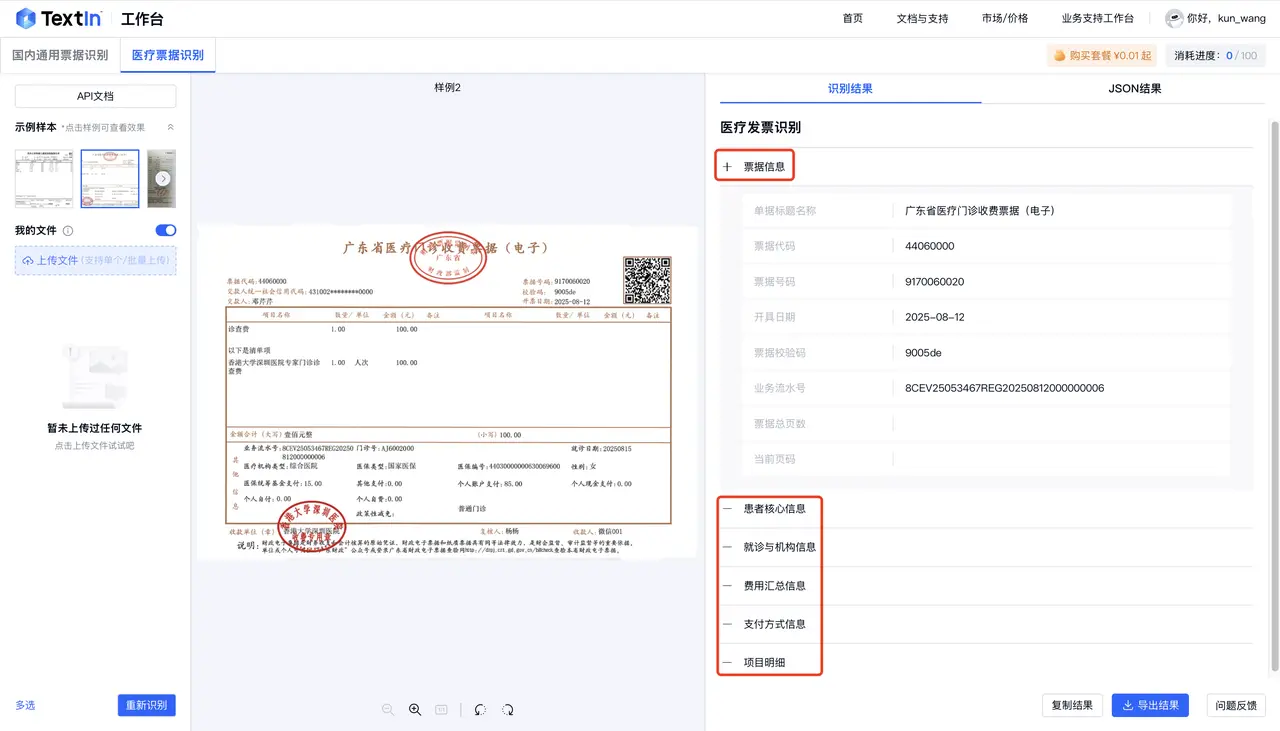 TextIn 工作台 首页 文档与支持 市场/价格 业务支持工作台 你好，kun_wang
国内通用票据识别 医疗票据识别 购买套餐 ¥0.01 起 消耗进度：0 / 100
API文档
示例样本 *点击样例可查看效果
我的文件
上传文件 (支持单个/批量上传)
暂未上传过任何文件
点击上传文件试试吧
多选 重新识别
样例2
广东省医疗门诊收费票据（电子）
票据代码：44060000 票据号码：9170060020
交款人统一社会信用代码：431002********0000 校验码：9005de
交款人：邓芹芹 开票日期：2025-08-12
项目名称 数量/单位 金额（元） 备注 项目名称 数量/单位 金额（元） 备注
诊查费 1.00 100.00
以下是清单项
香港大学深圳医院专家门诊诊 1.00 人次 100.00
查费
金额合计（大写）壹佰元整 （小写）100.00
其他信息
业务流水号：8CEV25053467REG20250 门诊号：AJ6002000 就诊日期：20250815
812000000006
医疗机构类型：综合医院 医保类型：国家医保 医保编号：44030000000630069600 性别：女
医保统筹基金支付：15.00 其他支付：0.00 个人账户支付：85.00 个人现金支付：0.00
个人自付：0.00 个人自费：0.00
政策性减免： 普通门诊
收款单位（章） 香港大学深圳医院 复核人：杨杨 收款人：微信001
香港大学深圳医院
收费专用章
说明：
识别结果 JSON结果
医疗发票识别
+ 票据信息
单据标题名称 广东省医疗门诊收费票据（电子）
票据代码 44060000
票据号码 9170060020
开具日期 2025-08-12
票据校验码 9005de
业务流水号 8CEV25053467REG20250812000000006
票据总页数
当前页码
— 患者核心信息
— 就诊与机构信息
— 费用汇总信息
— 支付方式信息
— 项目明细
复制结果 导出结果 问题反馈